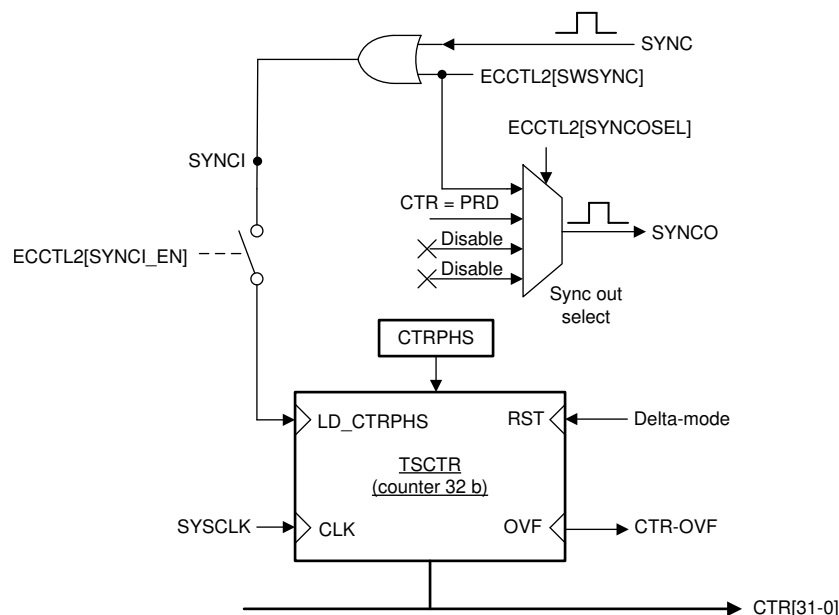 SYNC
ECCTL2[SWSYNC]
ECCTL2[SYNCOSEL]
SYNCI
CTR = PRD
Disable
SYNCO
ECCTL2[SYNCI_EN]
Disable
Sync out
select
CTRPHS
LD_CTRPHS
RST
Delta-mode
TSCTR
(counter 32 b)
SYSCLK
CLK
OVF
CTR-OVF
CTR[31-0]